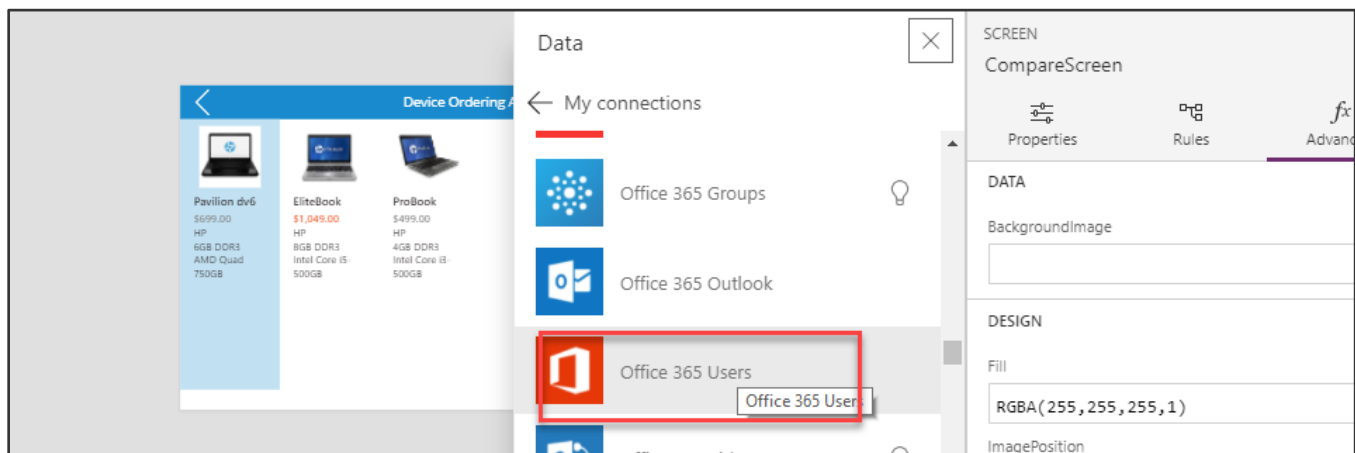 Device Ordering A
Pavilion dv6
$699.00
HP
6GB DDR3
AMD Quad
750GB
EliteBook
$1,049.00
HP
8GB DDR3
Intel Core i5-
500GB
ProBook
$499.00
HP
4GB DDR3
Intel Core i3-
500GB
Data
My connections
Office 365 Groups
Office 365 Outlook
Office 365 Users
Office 365 Users
SCREEN
CompareScreen
Properties
Rules
fx
Advanc
DATA
BackgroundImage
DESIGN
Fill
RGBA(255,255,255,1)
ImagePosition